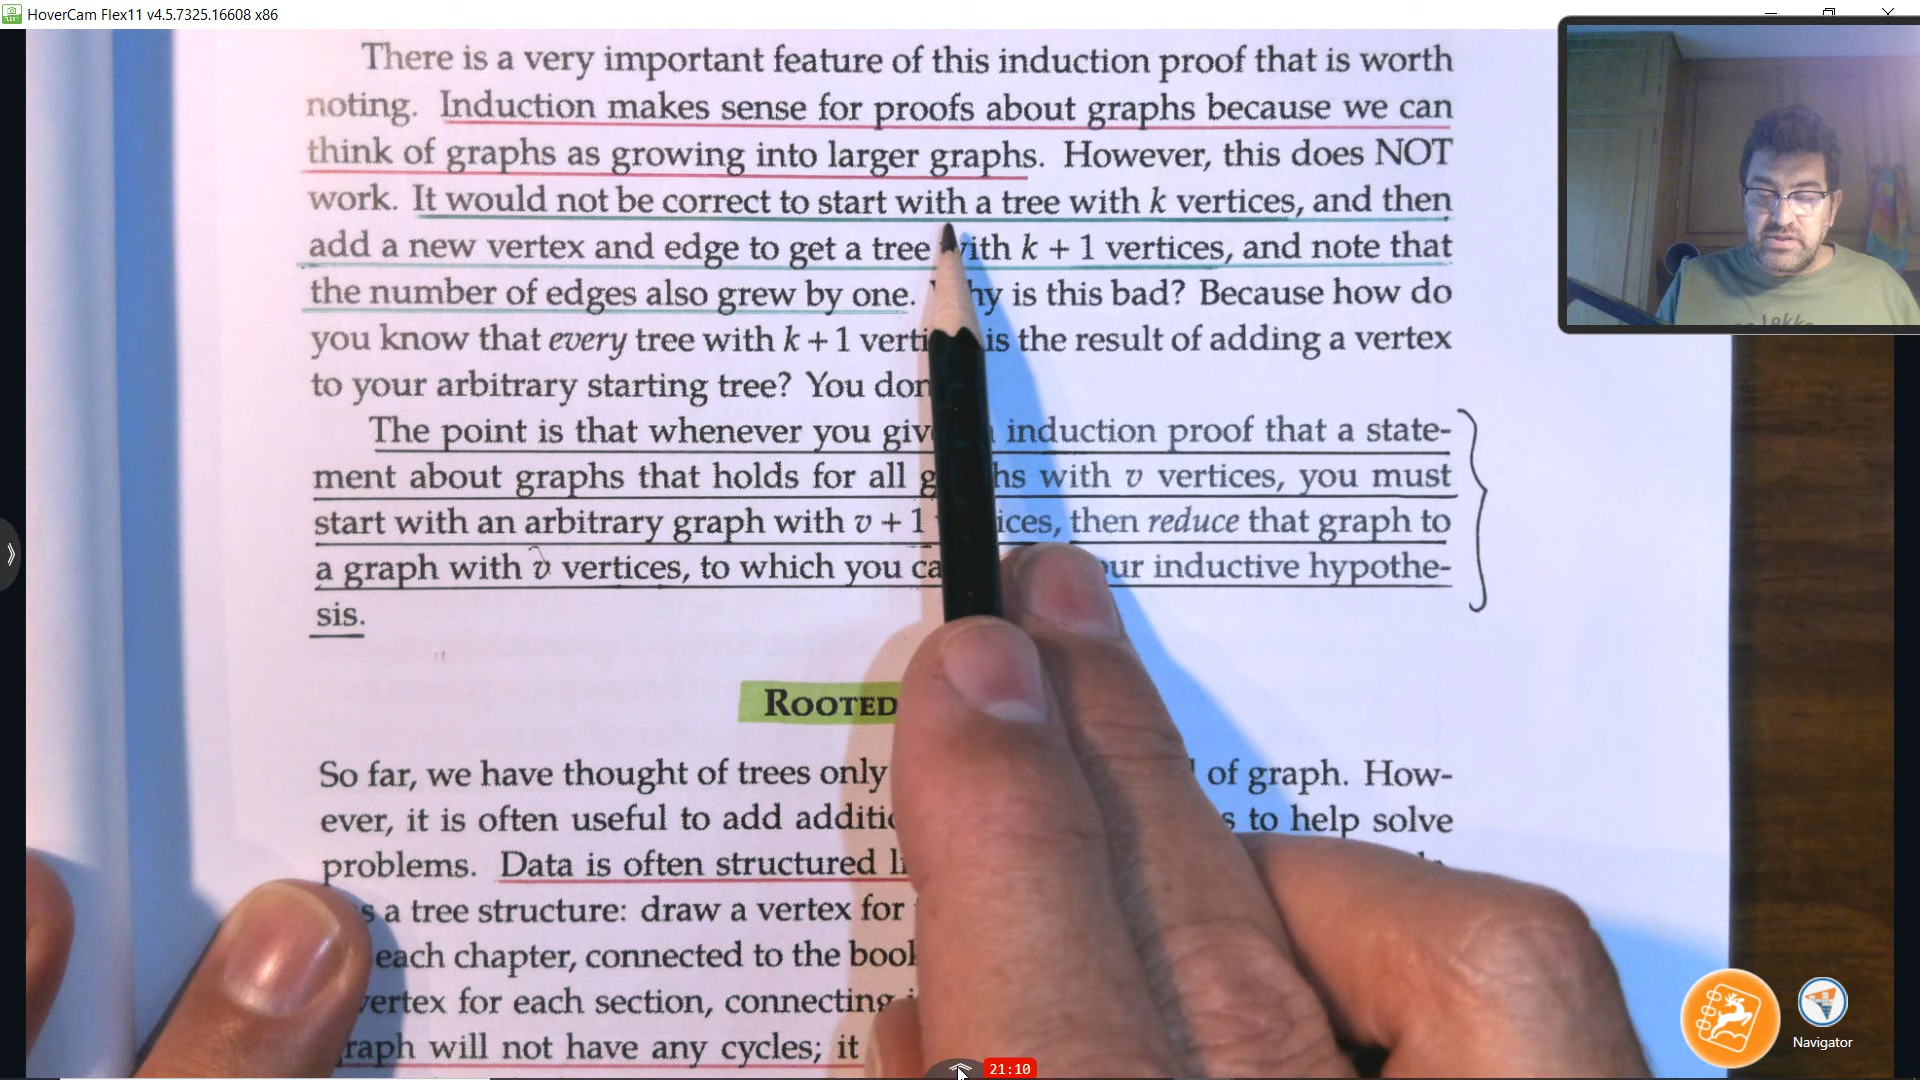 HoverCam Flex11 v4.5.7325.16608 x86
There is a very important feature of this induction proof that is worth
noting. Induction makes sense for proofs about graphs because we can
think of graphs as growing into larger graphs. However, this does NOT
work. It would not be correct to start with a tree with k vertices, and then
add a new vertex and edge to get a tree with k + 1 vertices, and note that
the number of edges also grew by one. Why is this bad? Because how do
you know that every tree with k + 1 is the result of adding a vertex
to your arbitrary starting tree? You
The point is that whenever you induction proof that a state-
ment about graphs that holds for all with v vertices, you must
start with an arbitrary graph with v + 1 then reduce that graph to
a graph with v vertices, to which you inductive hypothe-
sis.
ROOTED
So far, we have thought of trees only of graph. How-
ever, it is often useful to add to help solve
problems. Data is often structured
a tree structure: draw a vertex for
each chapter, connected to the
vertex for each section, connecting
graph will not have any cycles; it
Navigator
21:10